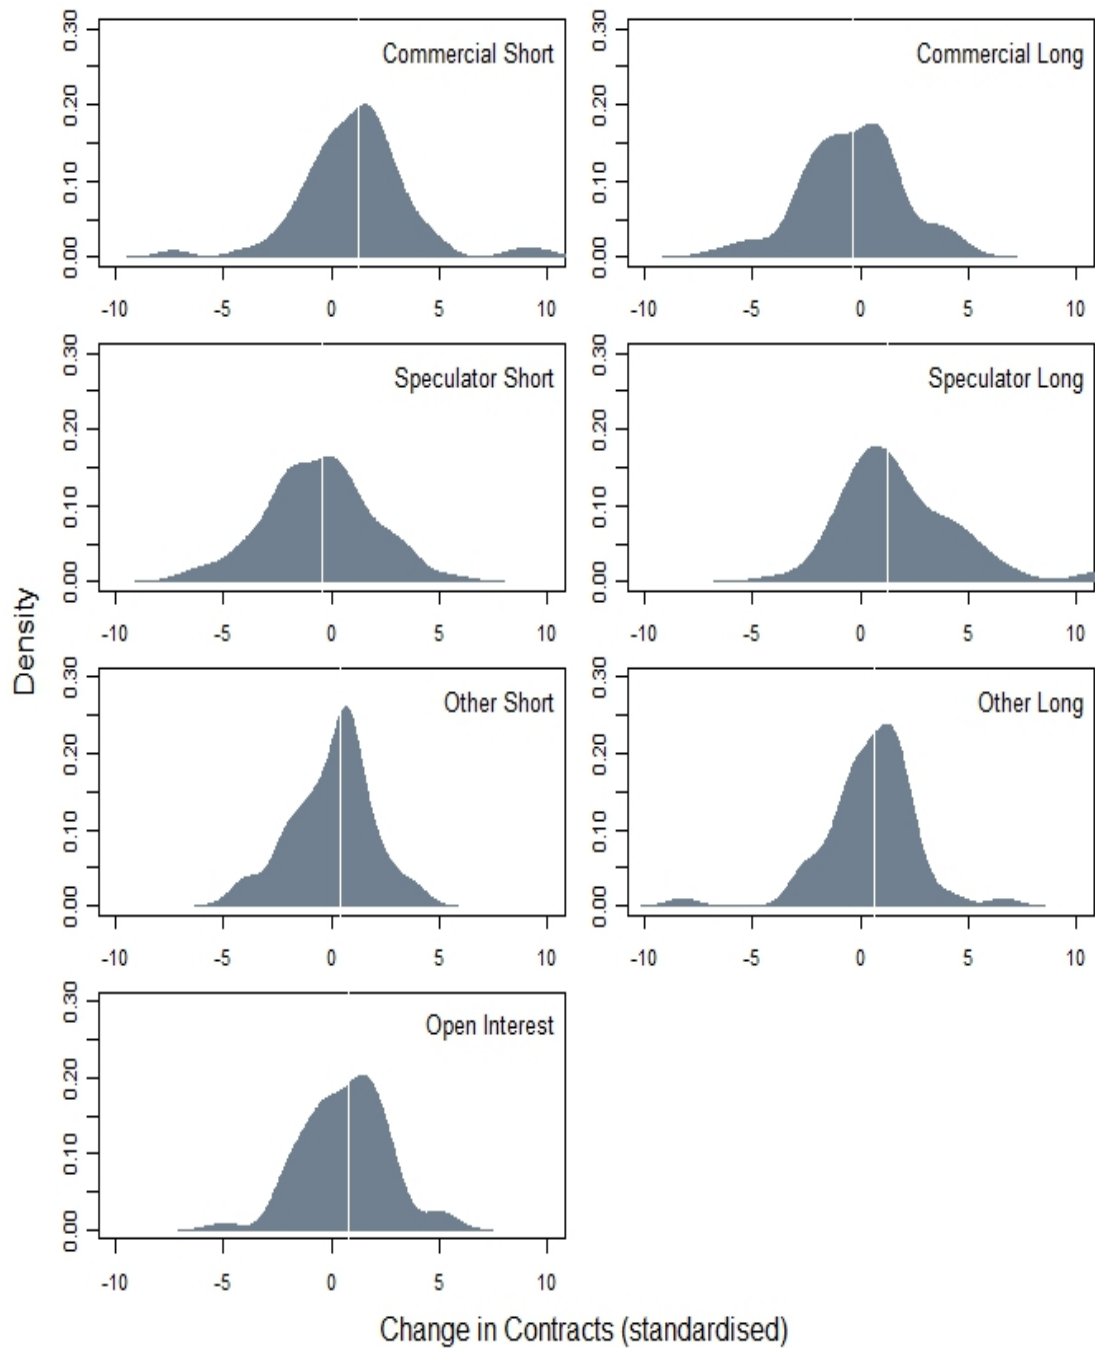 Commercial Short
0.00 0.10 0.20 0.30
-10 -5 0 5 10
Commercial Long
0.00 0.10 0.20 0.30
-10 -5 0 5 10
Speculator Short
0.00 0.10 0.20 0.30
-10 -5 0 5 10
Speculator Long
0.00 0.10 0.20 0.30
-10 -5 0 5 10
Density
Other Short
0.00 0.10 0.20 0.30
-10 -5 0 5 10
Other Long
0.00 0.10 0.20 0.30
-10 -5 0 5 10
Open Interest
0.00 0.10 0.20 0.30
-10 -5 0 5 10
Change in Contracts (standardised)